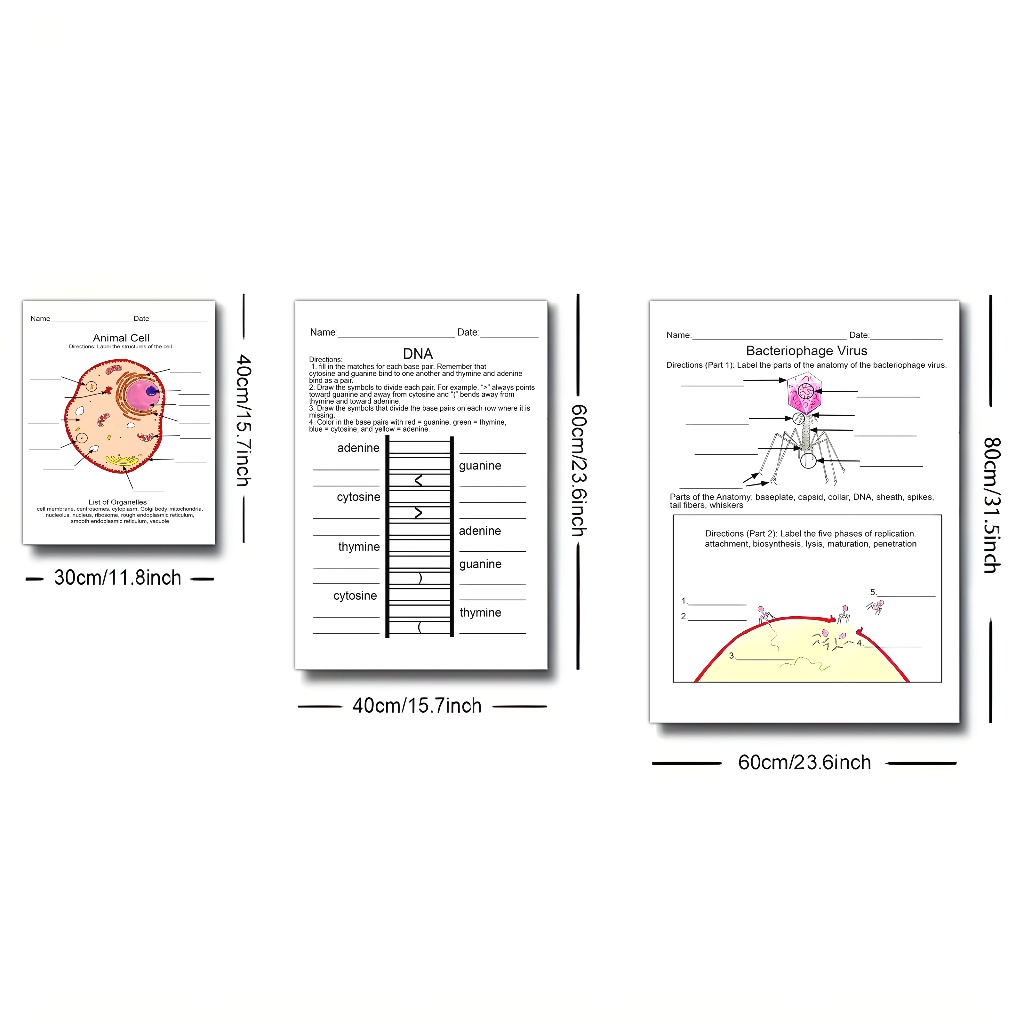 Name: Date:
Animal Cell
Directions: Label the structures of the cell.
List of Organelles
cell membrane, centrosomes, cytoplasm, Golgi body, mitochondria,
nucleolus, nucleus, ribosome, rough endoplasmic reticulum,
smooth endoplasmic reticulum, vacuole
40cm/15.7inch
30cm/11.8inch
Name: Date:
DNA
Directions:
1. fill in the matches for each base pair. Remember that
cytosine and guanine bind to one another and thymine and adenine
bind as a pair.
2. Draw the symbols to divide each pair. For example, ">" always points
toward guanine and away from cytosine and "(" bends away from
thymine and toward adenine.
3. Draw the symbols that divide the base pairs on each row where it is
missing.
4. Color in the base pairs with red = guanine, green = thymine,
blue = cytosine, and yellow = adenine.
adenine
guanine
<
cytosine
>
adenine
thymine
guanine
)
cytosine
thymine
(
60cm/23.6inch
40cm/15.7inch
Name: Date:
Bacteriophage Virus
Directions (Part 1): Label the parts of the anatomy of the bacteriophage virus.
Parts of the Anatomy: baseplate, capsid, collar, DNA, sheath, spikes,
tail fibers, whiskers
Directions (Part 2): Label the five phases of replication.
attachment, biosynthesis, lysis, maturation, penetration
5.
1.
2.
4.
3.
80cm/31.5inch
60cm/23.6inch